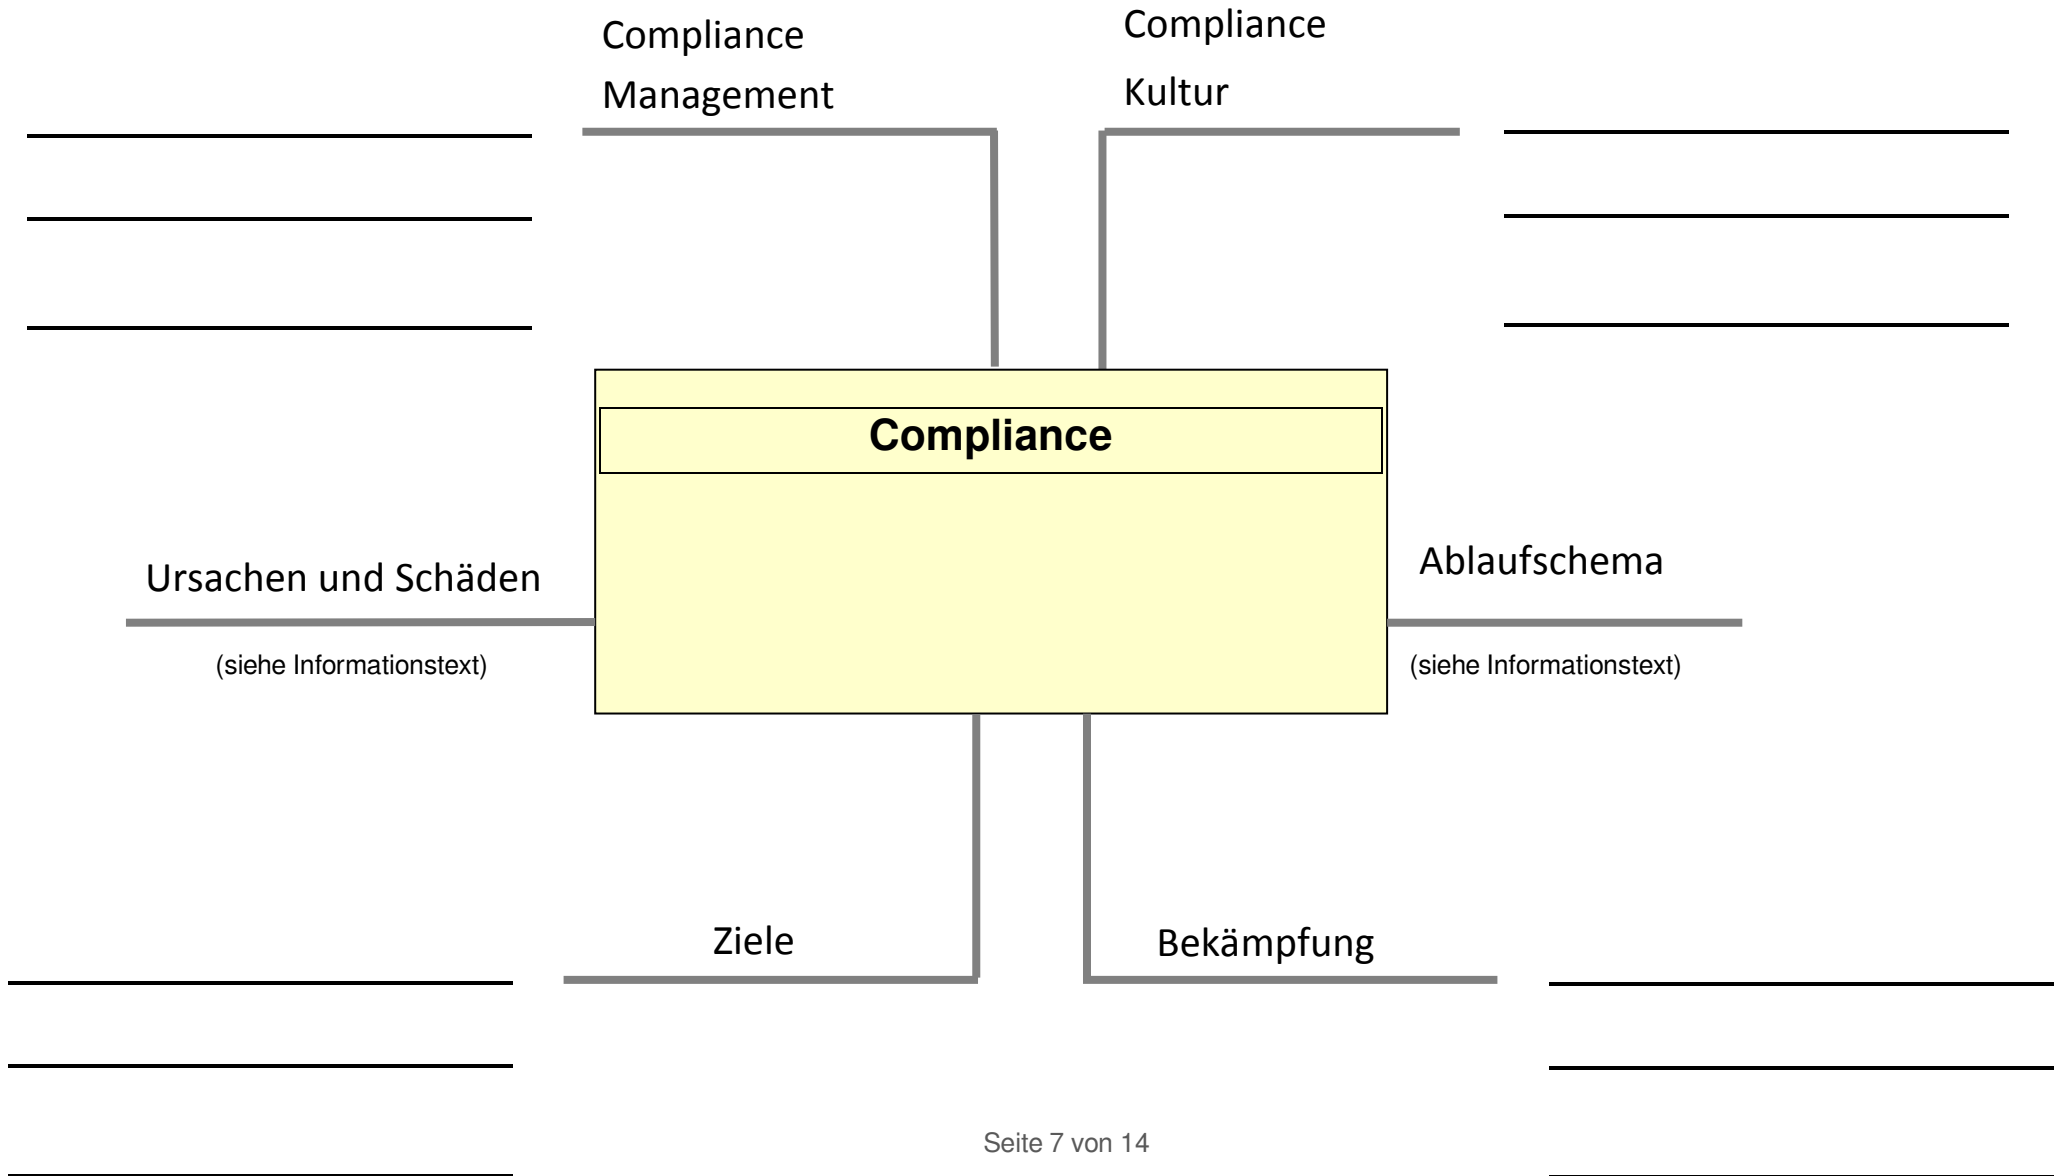 Compliance
Management
Compliance
Kultur
Compliance
Ursachen und Schäden
(siehe Informationstext)
Ablaufschema
(siehe Informationstext)
Ziele
Bekämpfung
Seite 7 von 14